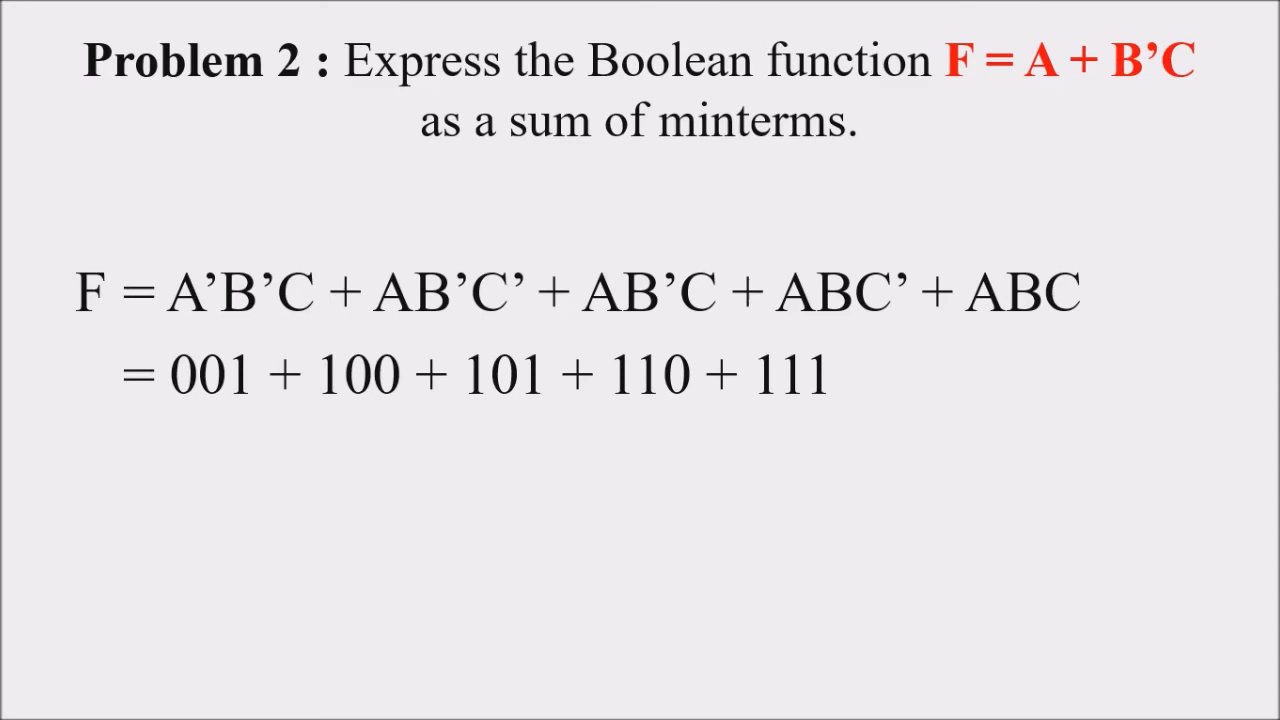 Problem 2 : Express the Boolean function F = A + B’C
as a sum of minterms.
F = A’B’C + AB’C’ + AB’C + ABC’ + ABC
= 001 + 100 + 101 + 110 + 111